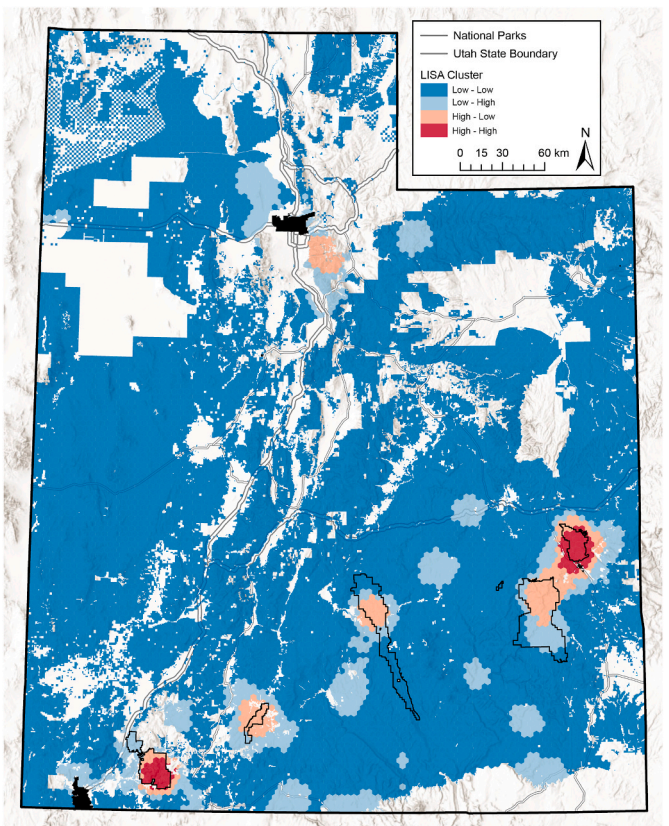 National Parks
Utah State Boundary
LISA Cluster
Low - Low
Low - High
High - Low
High - High
N
0 15 30 60 km